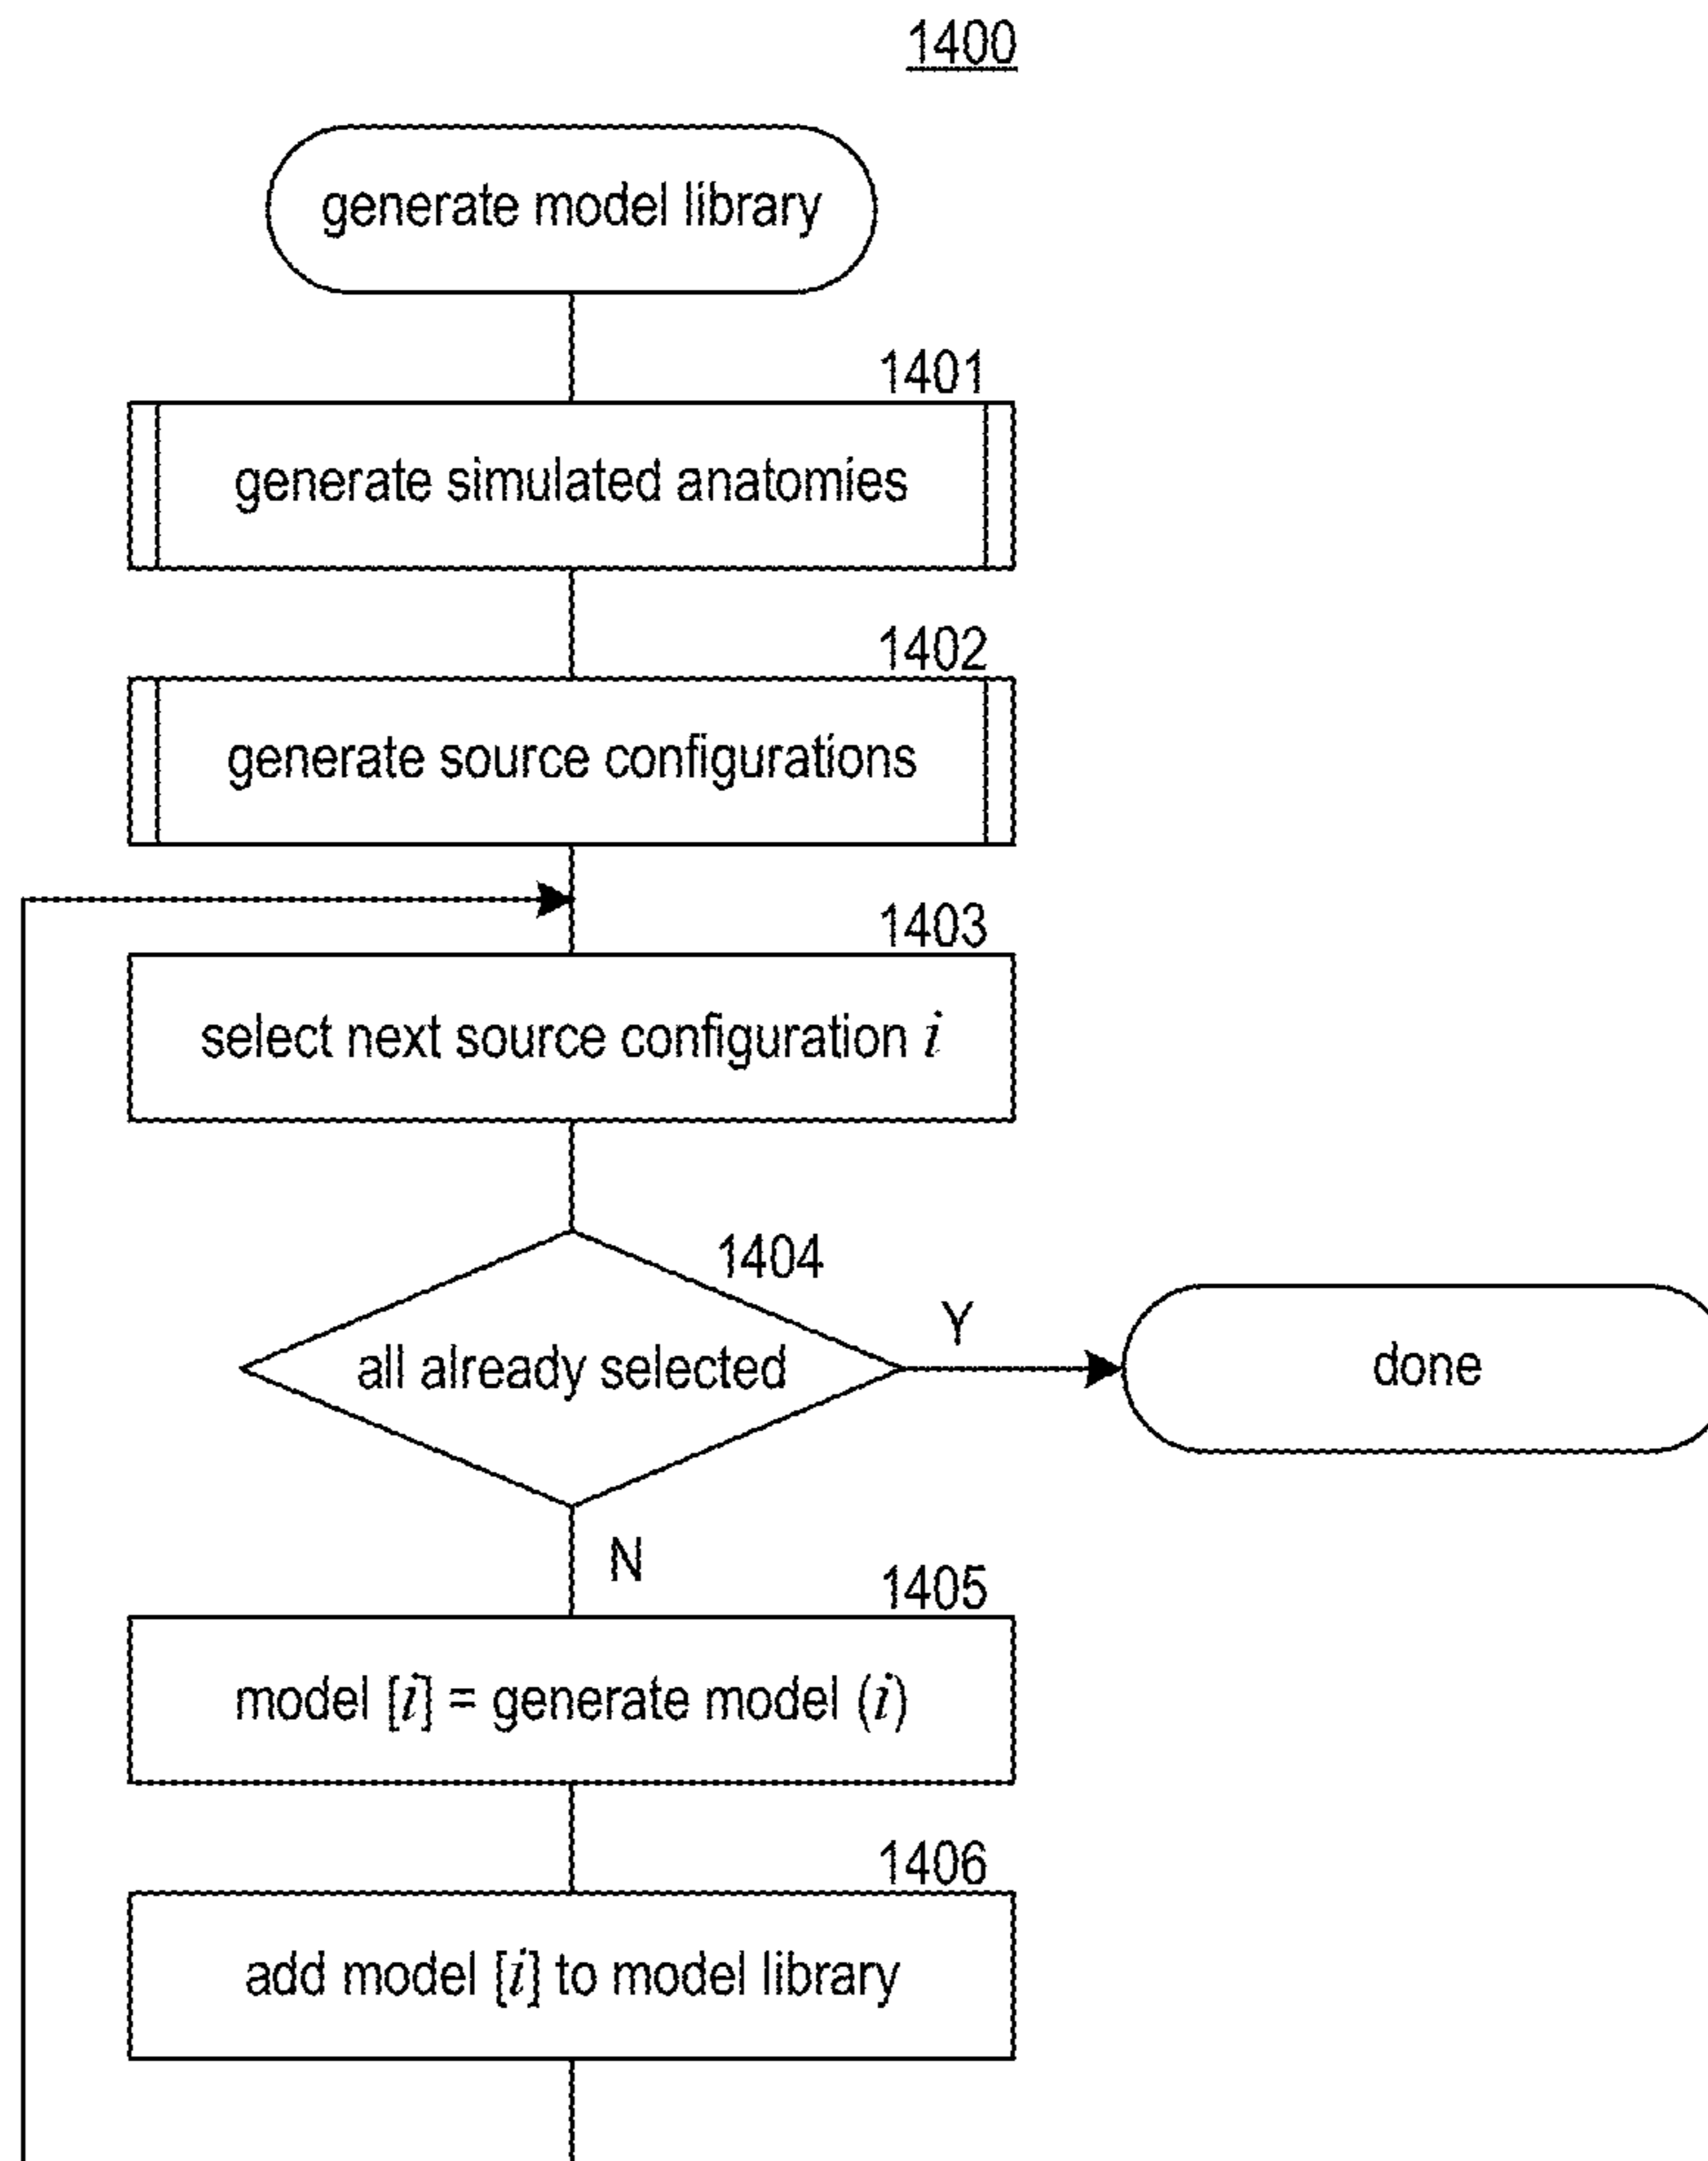 1400
generate model library
1401
generate simulated anatomies
1402
generate source configurations
1403
select next source configuration i
1404
all already selected
Y
done
N
1405
model [i] = generate model (i)
1406
add model [i] to model library